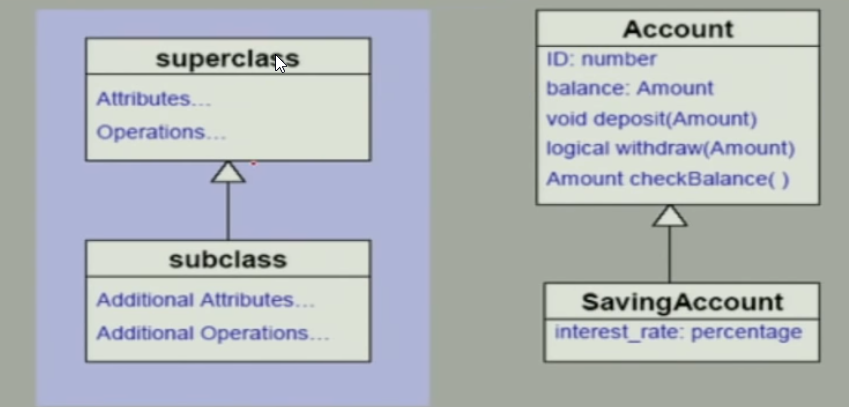 superclass
Attributes...
Operations...
subclass
Additional Attributes...
Additional Operations...
Account
ID: number
balance: Amount
void deposit(Amount)
logical withdraw(Amount)
Amount checkBalance( )
SavingAccount
interest_rate: percentage